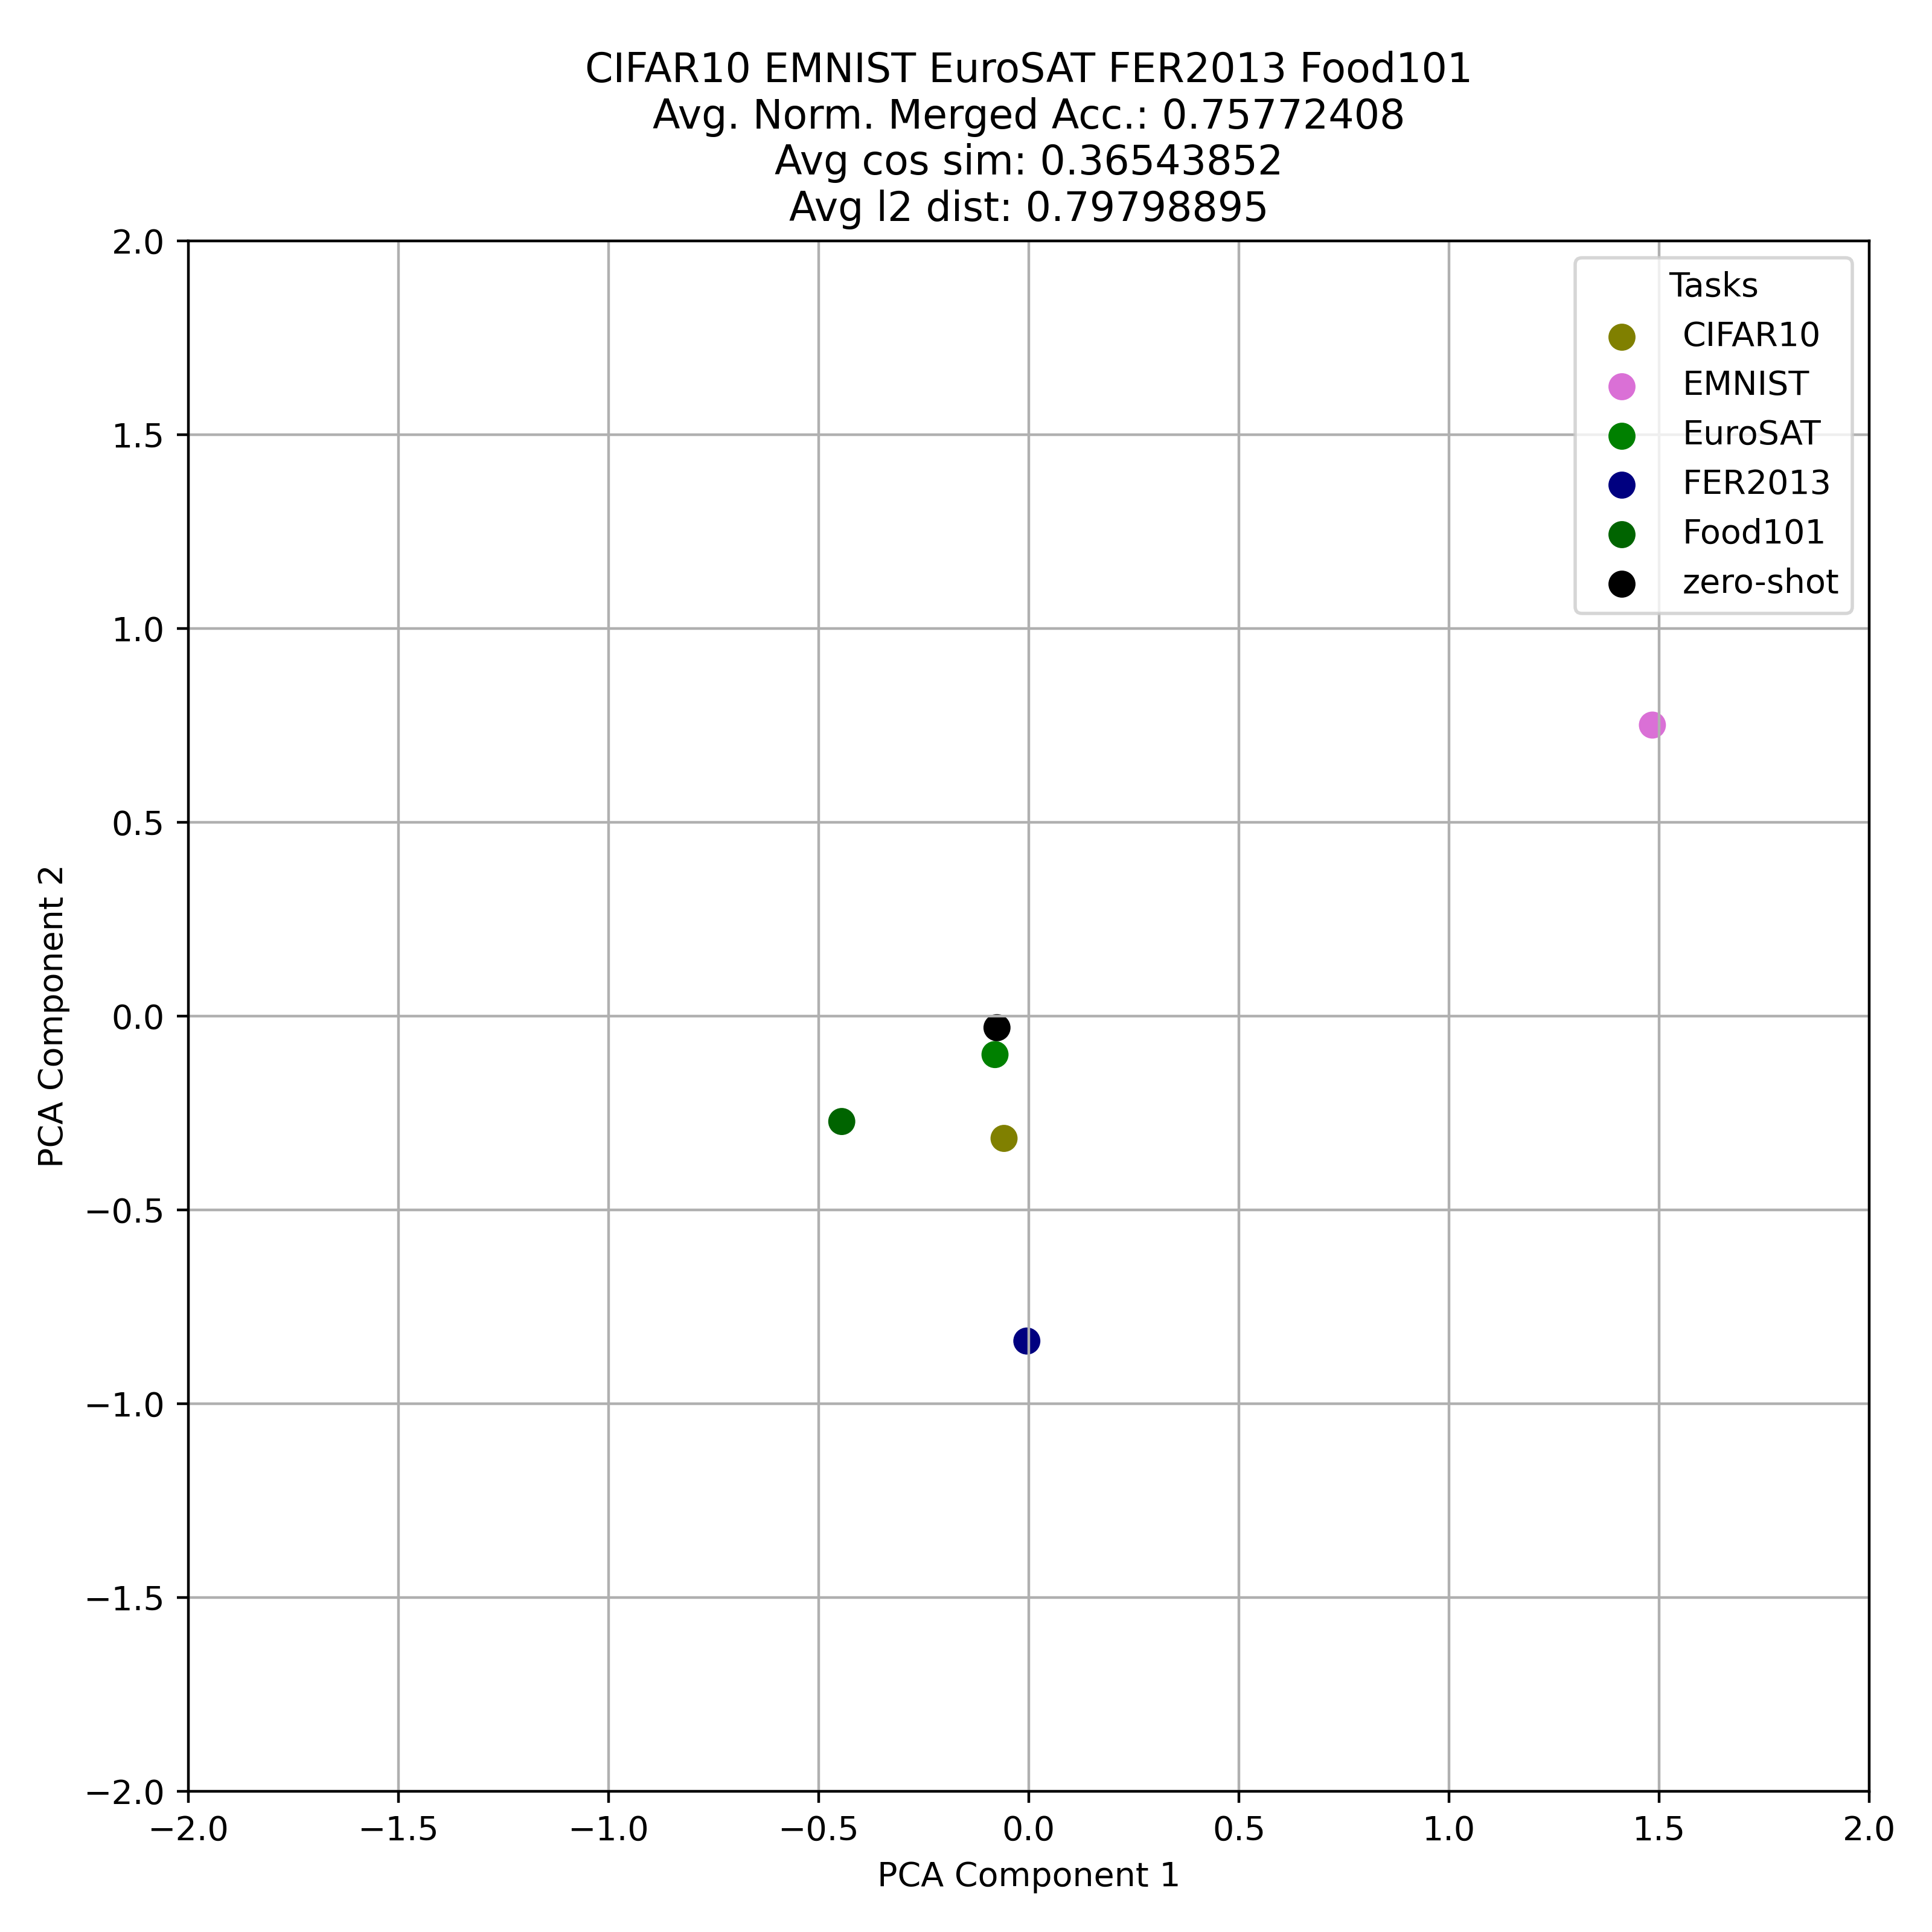 CIFAR10 EMNIST EuroSAT FER2013 Food101
Avg. Norm. Merged Acc.: 0.75772408
Avg cos sim: 0.36543852
Avg l2 dist: 0.79798895
Tasks
CIFAR10
EMNIST
EuroSAT
FER2013
Food101
zero-shot
2.0
1.5
1.0
0.5
0.0
−0.5
−1.0
−1.5
−2.0
PCA Component 2
−2.0 −1.5 −1.0 −0.5 0.0 0.5 1.0 1.5 2.0
PCA Component 1